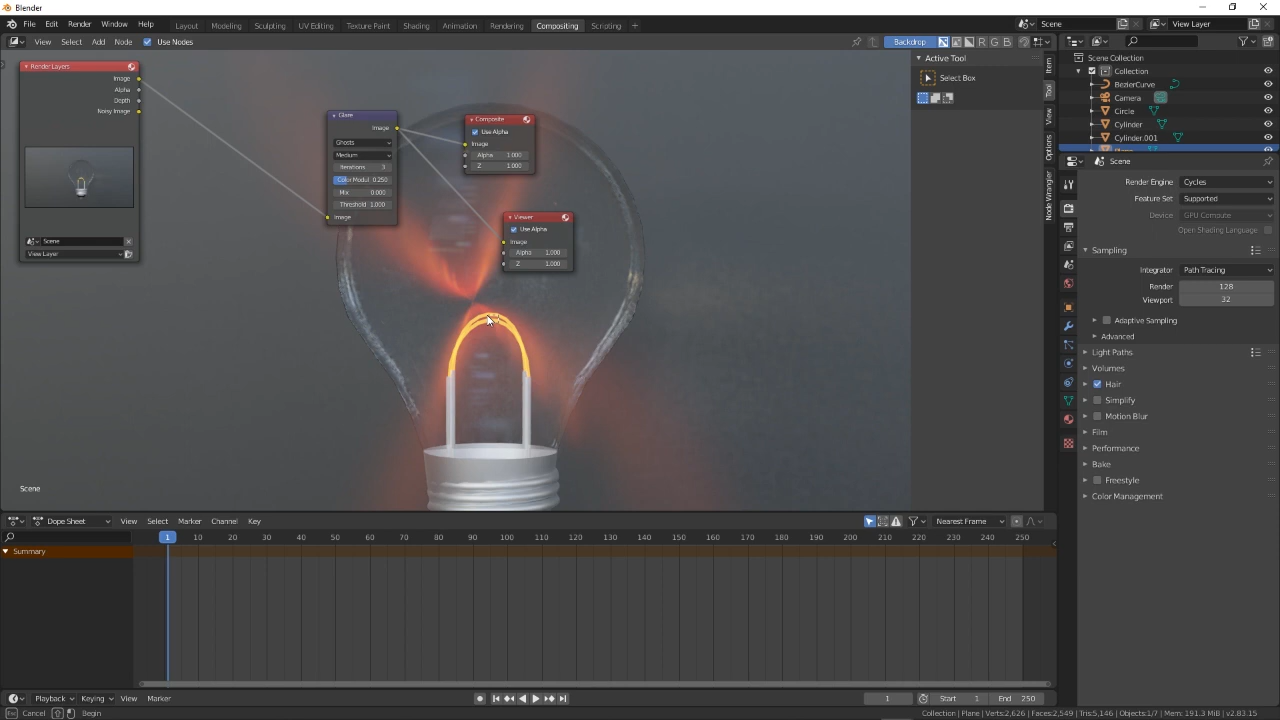 Blender
File Edit Render Window Help Layout Modeling Sculpting UV Editing Texture Paint Shading Animation Rendering Compositing Scripting + Scene View Layer
View Select Add Node Use Nodes Backdrop R G B
Render Layers
Image
Alpha
Depth
Noisy Image
Scene
View Layer
Glare
Image
Ghosts
Medium
Iterations 3
Color Modul 0.250
Mix 0.000
Threshold 1.000
Image
Composite
Use Alpha
Image
Alpha 1.000
Z 1.000
Viewer
Use Alpha
Image
Alpha 1.000
Z 1.000
Scene
Active Tool
Select Box
Item
Tool
View
Options
Node Wrangler
Scene Collection
Collection
BezierCurve
Camera
Circle
Cylinder
Cylinder.001
Scene
Render Engine Cycles
Feature Set Supported
Device GPU Compute
Open Shading Language
Sampling
Integrator Path Tracing
Render 128
Viewport 32
Adaptive Sampling
Advanced
Light Paths
Volumes
Hair
Simplify
Motion Blur
Film
Performance
Bake
Freestyle
Color Management
Dope Sheet View Select Marker Channel Key Nearest Frame
1 10 20 30 40 50 60 70 80 90 100 110 120 130 140 150 160 170 180 190 200 210 220 230 240 250
Summary
Playback Keying View Marker 1 Start 1 End 250
Cancel Begin Collection | Plane | Verts:2,626 | Faces:2,549 | Tris:5,146 | Objects:1/7 | Mem: 191.3 MiB | v2.83.15